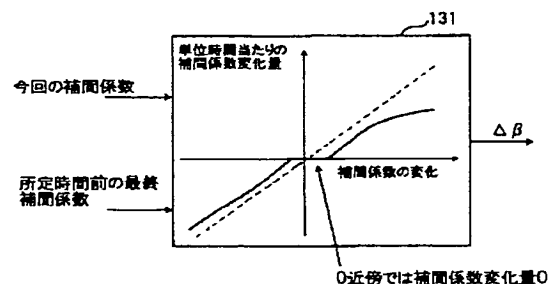 131
単位時間当たりの
補間係数変化量
今回の補間係数
Δβ
補間係数の変化
所定時間前の最終
補間係数
0近傍では補間係数変化量0